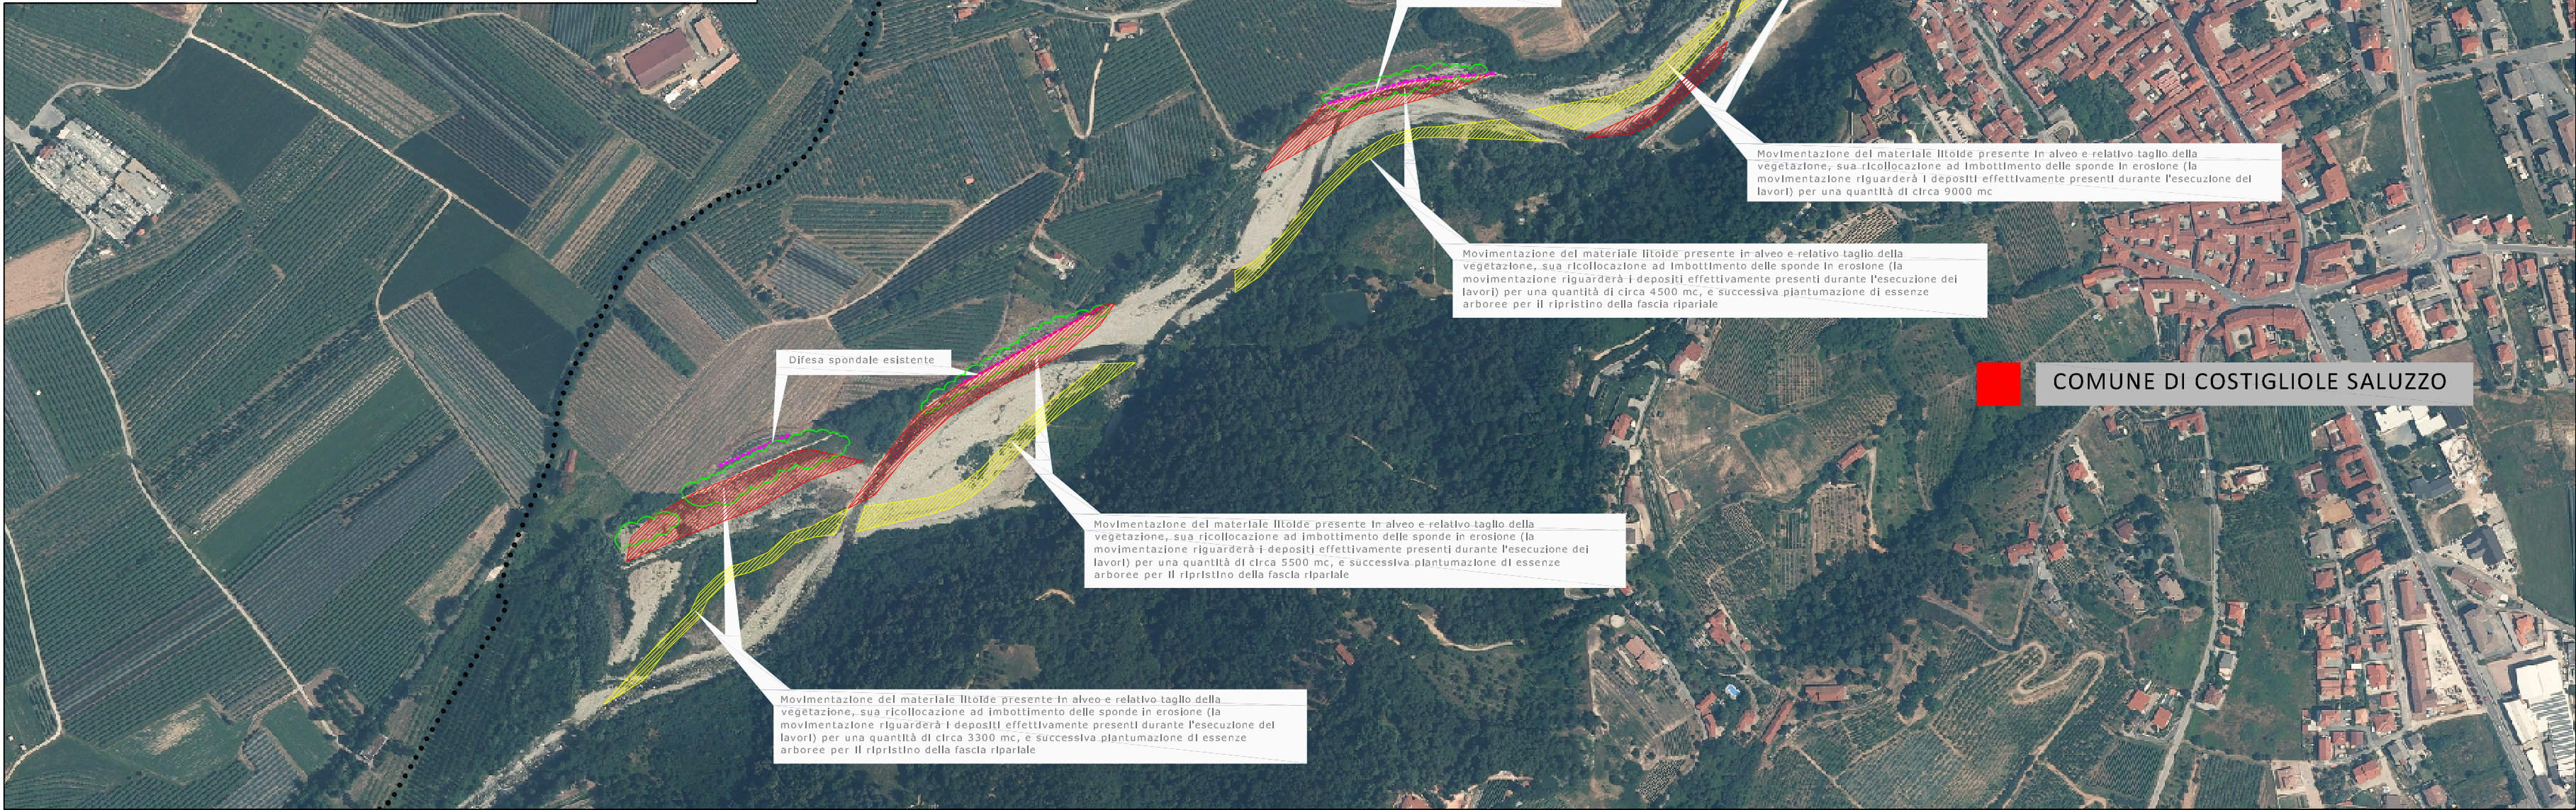 Movimentazione del materiale litoide presente in alveo e relativo taglio della
vegetazione, sua ricollocazione ad imbottimento delle sponde in erosione (la
movimentazione riguarderà i depositi effettivamente presenti durante l'esecuzione dei
lavori) per una quantità di circa 9000 mc
Movimentazione del materiale litoide presente in alveo e relativo taglio della
vegetazione, sua ricollocazione ad imbottimento delle sponde in erosione (la
movimentazione riguarderà i depositi effettivamente presenti durante l'esecuzione dei
lavori) per una quantità di circa 4500 mc, e successiva piantumazione di essenze
arboree per il ripristino della fascia ripariale
Difesa spondale esistente
COMUNE DI COSTIGLIOLE SALUZZO
Movimentazione del materiale litoide presente in alveo e relativo taglio della
vegetazione, sua ricollocazione ad imbottimento delle sponde in erosione (la
movimentazione riguarderà i depositi effettivamente presenti durante l'esecuzione dei
lavori) per una quantità di circa 5500 mc, e successiva piantumazione di essenze
arboree per il ripristino della fascia ripariale
Movimentazione del materiale litoide presente in alveo e relativo taglio della
vegetazione, sua ricollocazione ad imbottimento delle sponde in erosione (la
movimentazione riguarderà i depositi effettivamente presenti durante l'esecuzione del
lavori) per una quantità di circa 3300 mc, e successiva piantumazione di essenze
arboree per il ripristino della fascia ripariale